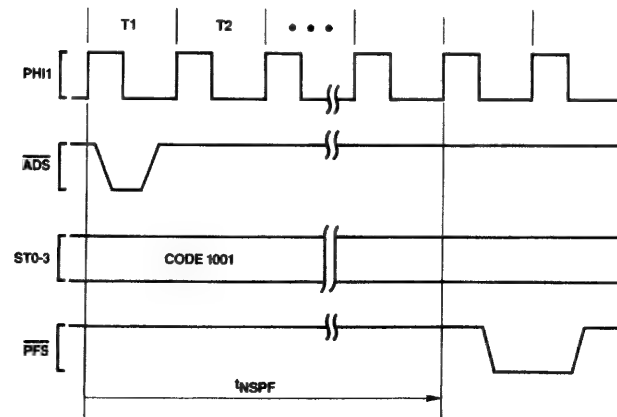 T1 T2 • • •
PHI1
ADS
ST0-3 CODE 1001
PFS
tNSPF